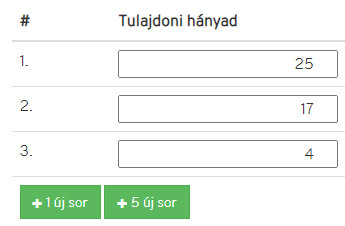 # Tulajdoni hányad
1. 25
2. 17
3. 4
+ 1 új sor + 5 új sor